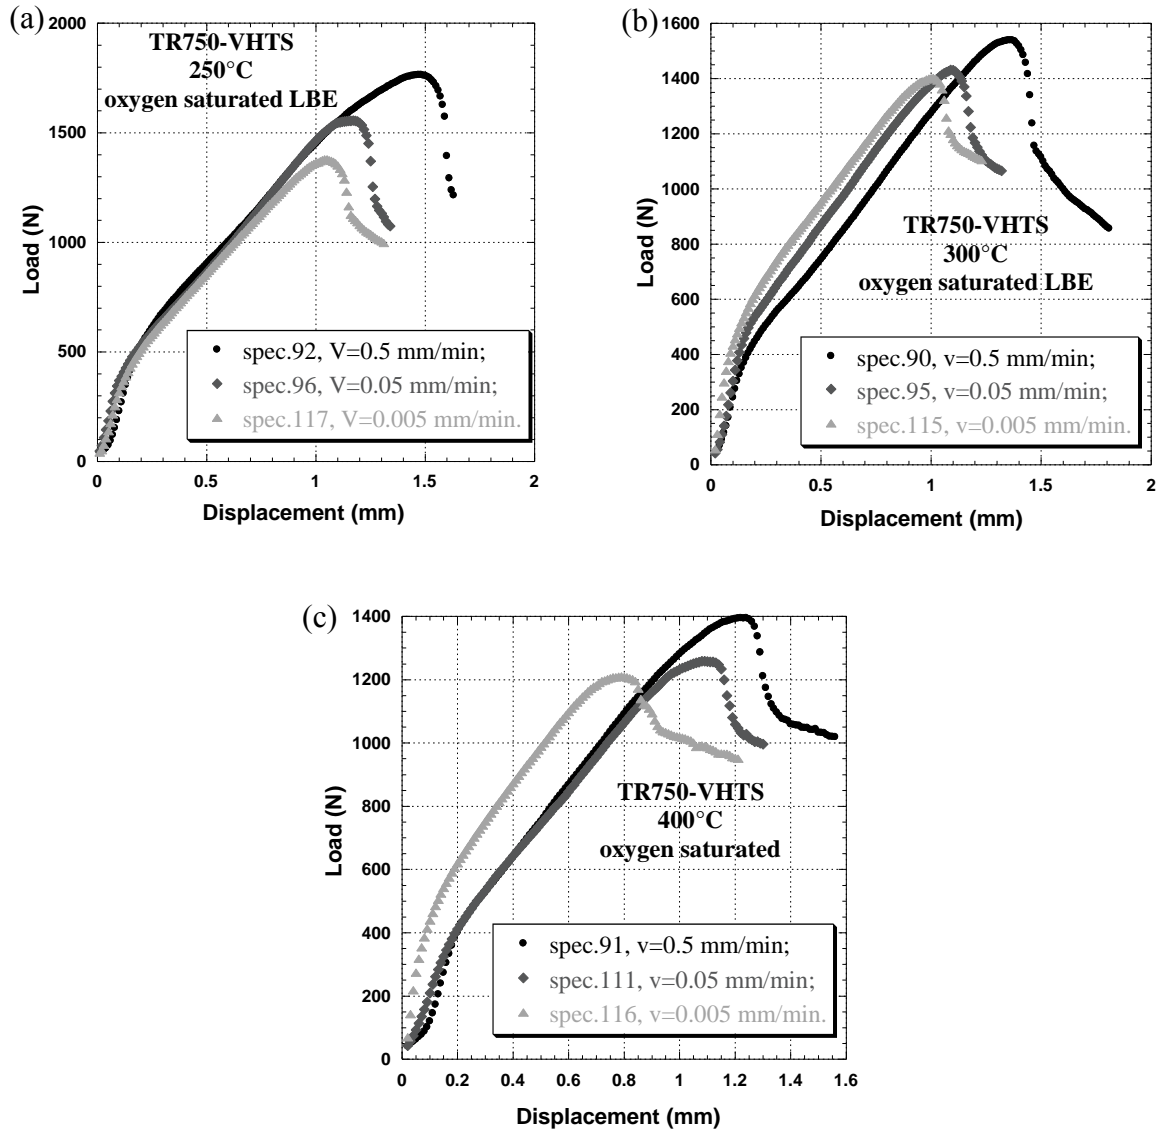 (a)
2000
1500
1000
500
0
Load (N)
TR750-VHTS
250°C
oxygen saturated LBE
spec.92, V=0.5 mm/min;
spec.96, V=0.05 mm/min;
spec.117, V=0.005 mm/min.
0 0.5 1 1.5 2
Displacement (mm)
(b)
1600
1400
1200
1000
800
600
400
200
0
Load (N)
TR750-VHTS
300°C
oxygen saturated LBE
spec.90, v=0.5 mm/min;
spec.95, v=0.05 mm/min;
spec.115, v=0.005 mm/min.
0 0.5 1 1.5 2
Displacement (mm)
(c)
1400
1200
1000
800
600
400
200
0
Load (N)
TR750-VHTS
400°C
oxygen saturated
spec.91, v=0.5 mm/min;
spec.111, v=0.05 mm/min;
spec.116, v=0.005 mm/min.
0 0.2 0.4 0.6 0.8 1 1.2 1.4 1.6
Displacement (mm)